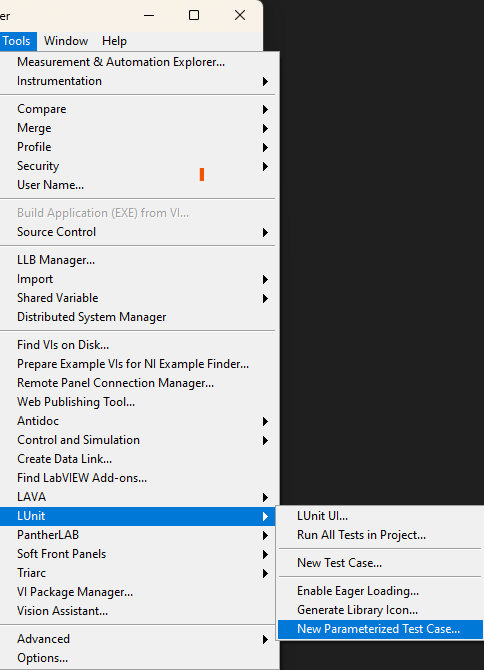 er
Tools Window Help
Measurement & Automation Explorer...
Instrumentation
Compare
Merge
Profile
Security
User Name...
Build Application (EXE) from VI...
Source Control
LLB Manager...
Import
Shared Variable
Distributed System Manager
Find VIs on Disk...
Prepare Example VIs for NI Example Finder...
Remote Panel Connection Manager...
Web Publishing Tool...
Antidoc
Control and Simulation
Create Data Link...
Find LabVIEW Add-ons...
LAVA
LUnit
PantherLAB
Soft Front Panels
Triarc
VI Package Manager...
Vision Assistant...
Advanced
Options...
LUnit UI...
Run All Tests in Project...
New Test Case...
Enable Eager Loading...
Generate Library Icon...
New Parameterized Test Case...